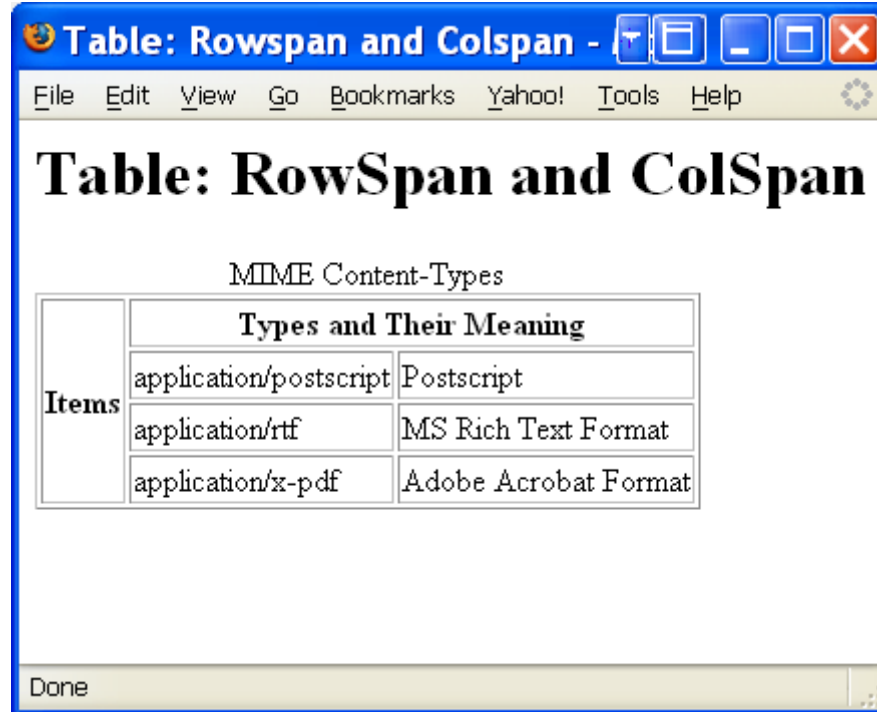 Table: Rowspan and Colspan -
File Edit View Go Bookmarks Yahoo! Tools Help
Table: RowSpan and ColSpan
MIME Content-Types
Items
Types and Their Meaning
application/postscript Postscript
application/rtf MS Rich Text Format
application/x-pdf Adobe Acrobat Format
Done